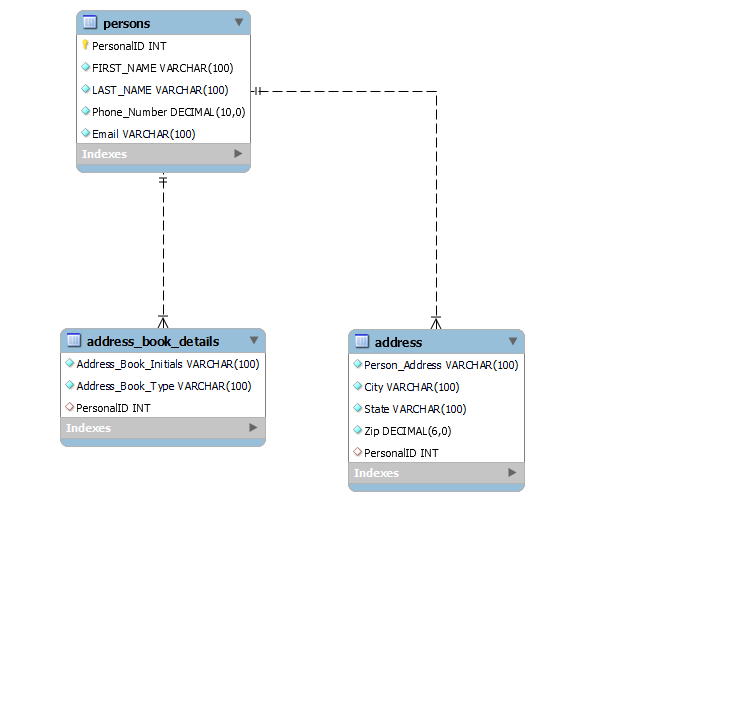 persons
PersonalID INT
FIRST_NAME VARCHAR(100)
LAST_NAME VARCHAR(100)
Phone_Number DECIMAL(10,0)
Email VARCHAR(100)
Indexes
address_book_details
Address_Book_Initials VARCHAR(100)
Address_Book_Type VARCHAR(100)
PersonalID INT
Indexes
address
Person_Address VARCHAR(100)
City VARCHAR(100)
State VARCHAR(100)
Zip DECIMAL(6,0)
PersonalID INT
Indexes